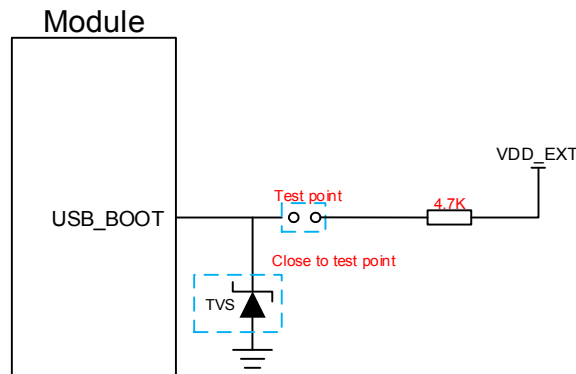 Module
VDD_EXT
Test point
4.7K
USB_BOOT
Close to test point
TVS